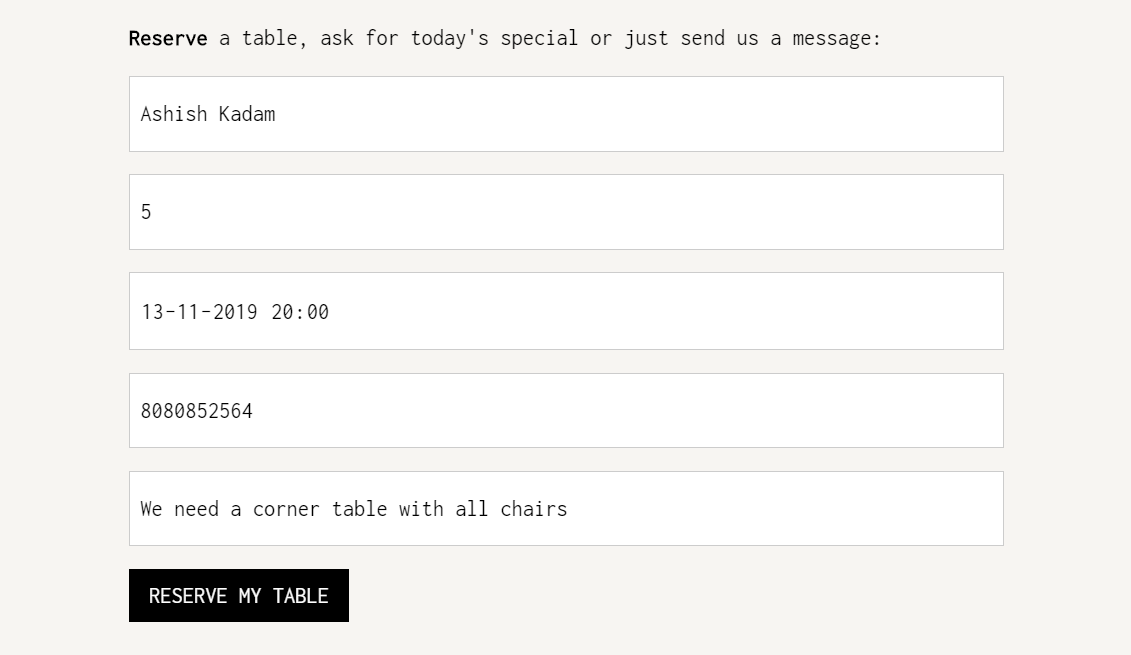 Reserve a table, ask for today's special or just send us a message:
Ashish Kadam
5
13-11-2019 20:00
8080852564
We need a corner table with all chairs
RESERVE MY TABLE